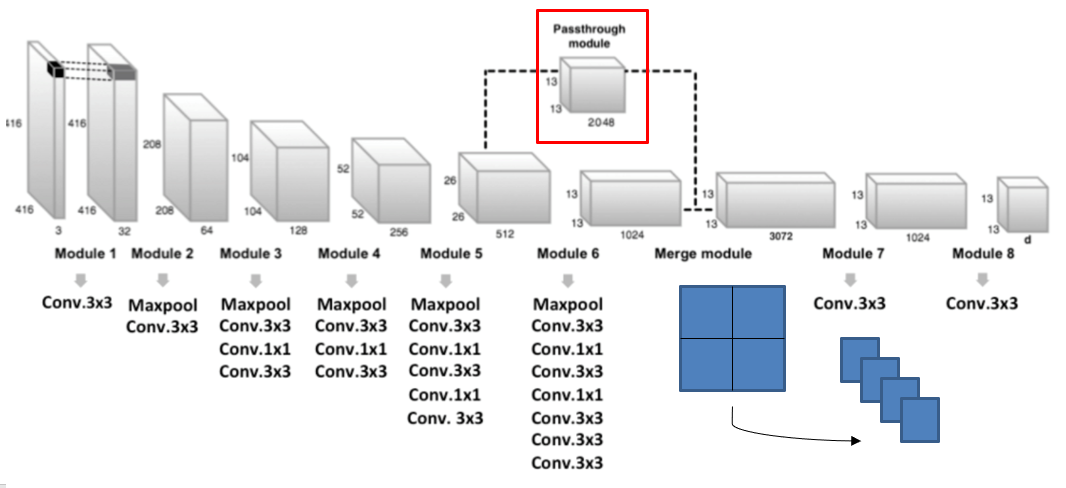 Passthrough
module
13
13
2048
416
416
3
416
416
32
208
208
64
104
104
128
52
52
256
26
26
512
13
13
1024
13
13
3072
13
13
1024
13
13
d
Module 1
Module 2
Module 3
Module 4
Module 5
Module 6
Merge module
Module 7
Module 8
Conv.3x3
Maxpool
Conv.3x3
Maxpool
Conv.3x3
Conv.1x1
Conv.3x3
Maxpool
Conv.3x3
Conv.1x1
Conv.3x3
Maxpool
Conv.3x3
Conv.1x1
Conv.3x3
Conv.1x1
Conv. 3x3
Maxpool
Conv.3x3
Conv.1x1
Conv.3x3
Conv.1x1
Conv.3x3
Conv.3x3
Conv.3x3
Conv.3x3
Conv.3x3